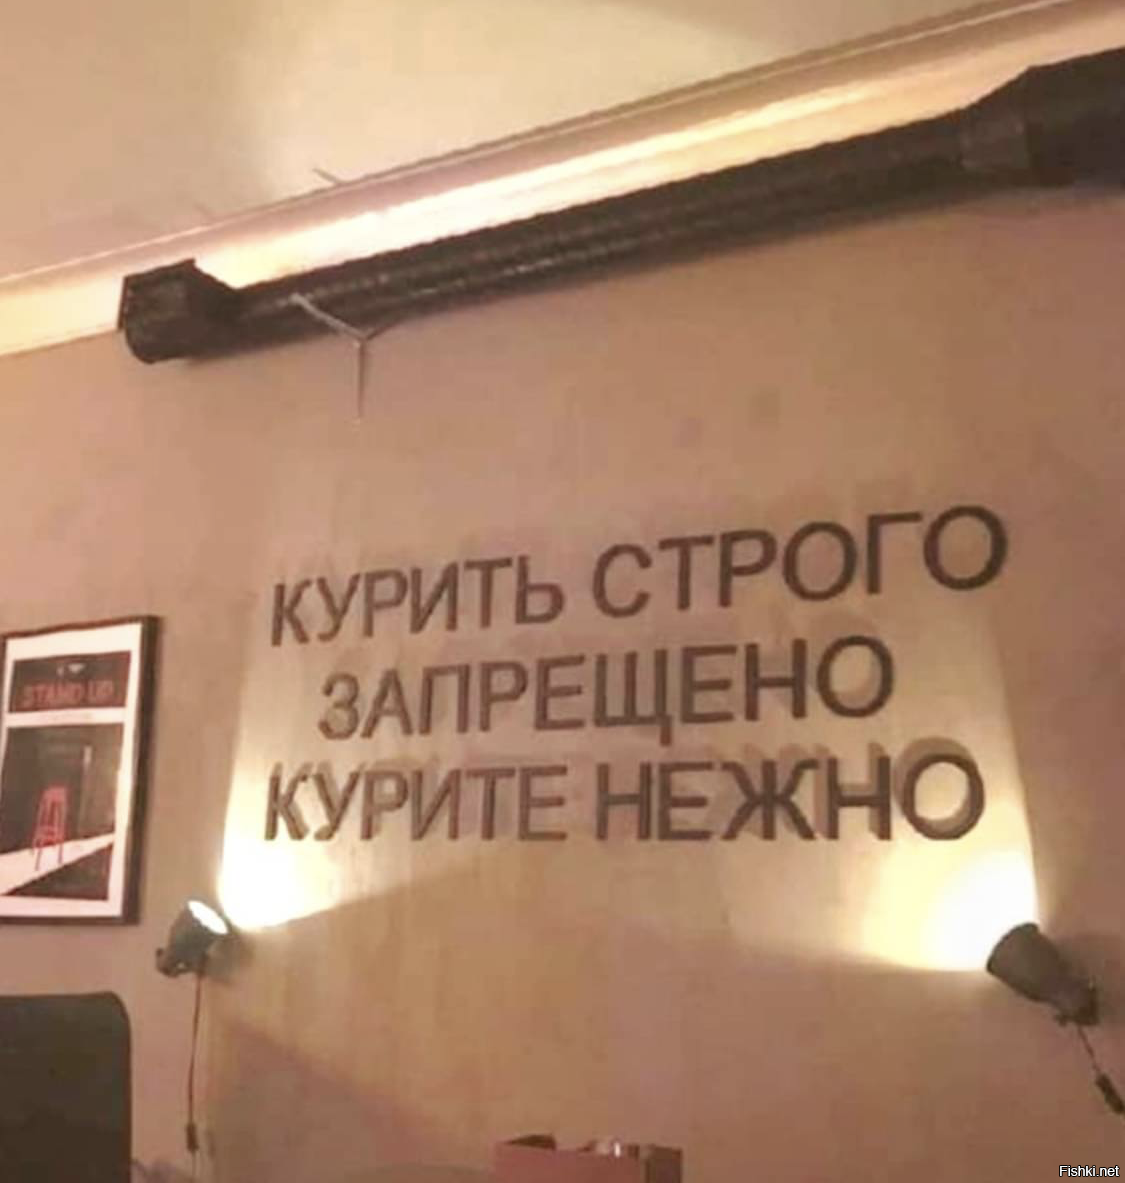 КУРИТЬ СТРОГО
ЗАПРЕЩЕНО
КУРИТЕ НЕЖНО
STAND UP
Fishki.net